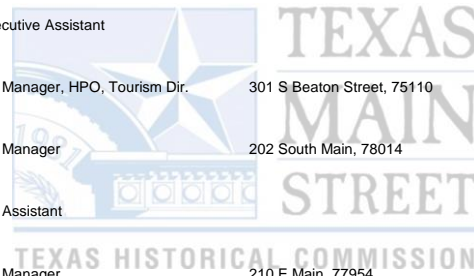 ecutive Assistant
TEXAS
Manager, HPO, Tourism Dir. 301 S Beaton Street, 75110
MAIN
1921
Manager 202 South Main, 78014
STREET
Assistant
TEXAS HISTORICAL COMMISSION
Manager 210 E Main, 77954